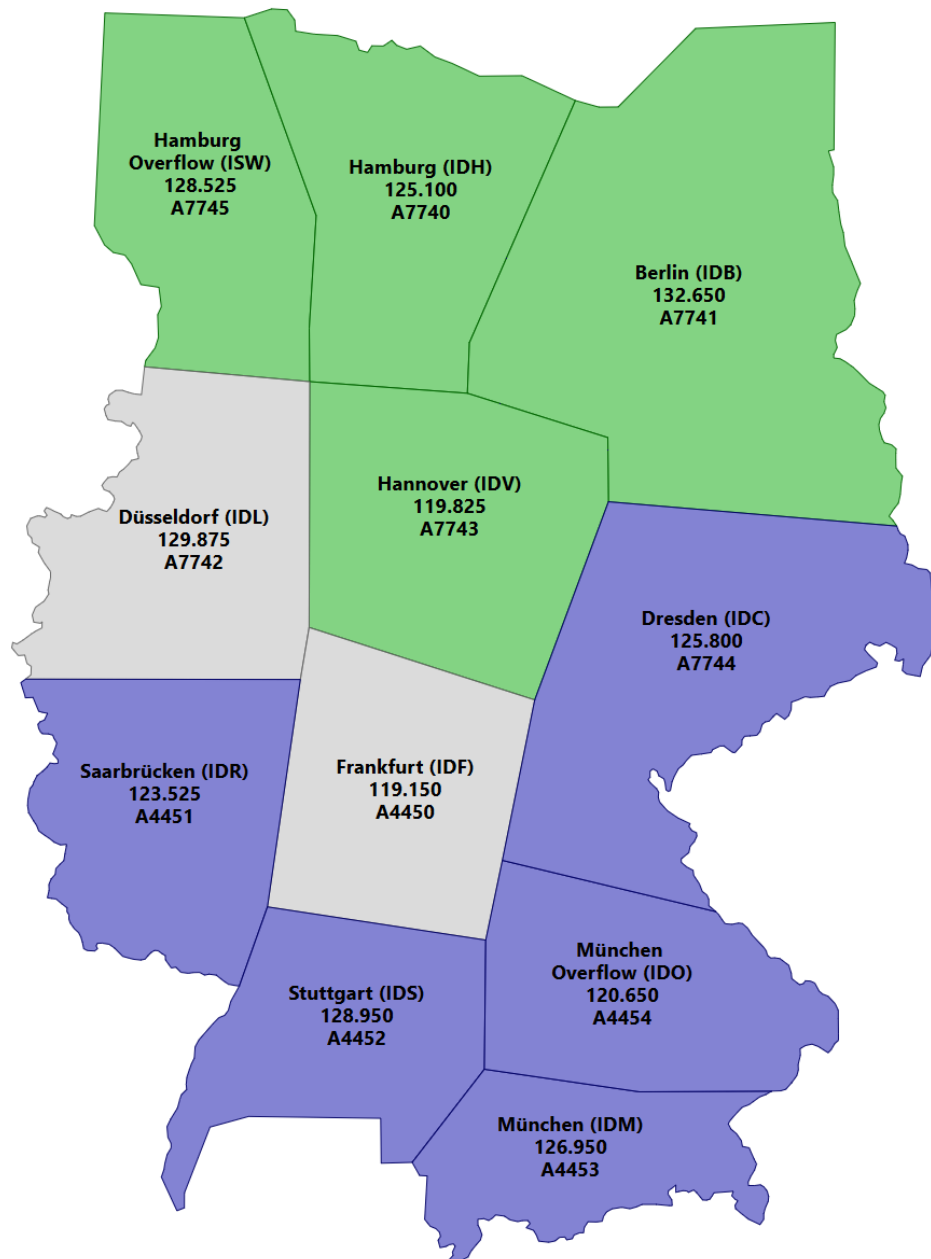 Hamburg
Overflow (ISW)
128.525
A7745
Hamburg (IDH)
125.100
A7740
Berlin (IDB)
132.650
A7741
Hannover (IDV)
119.825
A7743
Düsseldorf (IDL)
129.875
A7742
Dresden (IDC)
125.800
A7744
Saarbrücken (IDR)
123.525
A4451
Frankfurt (IDF)
119.150
A4450
München
Overflow (IDO)
120.650
A4454
Stuttgart (IDS)
128.950
A4452
München (IDM)
126.950
A4453